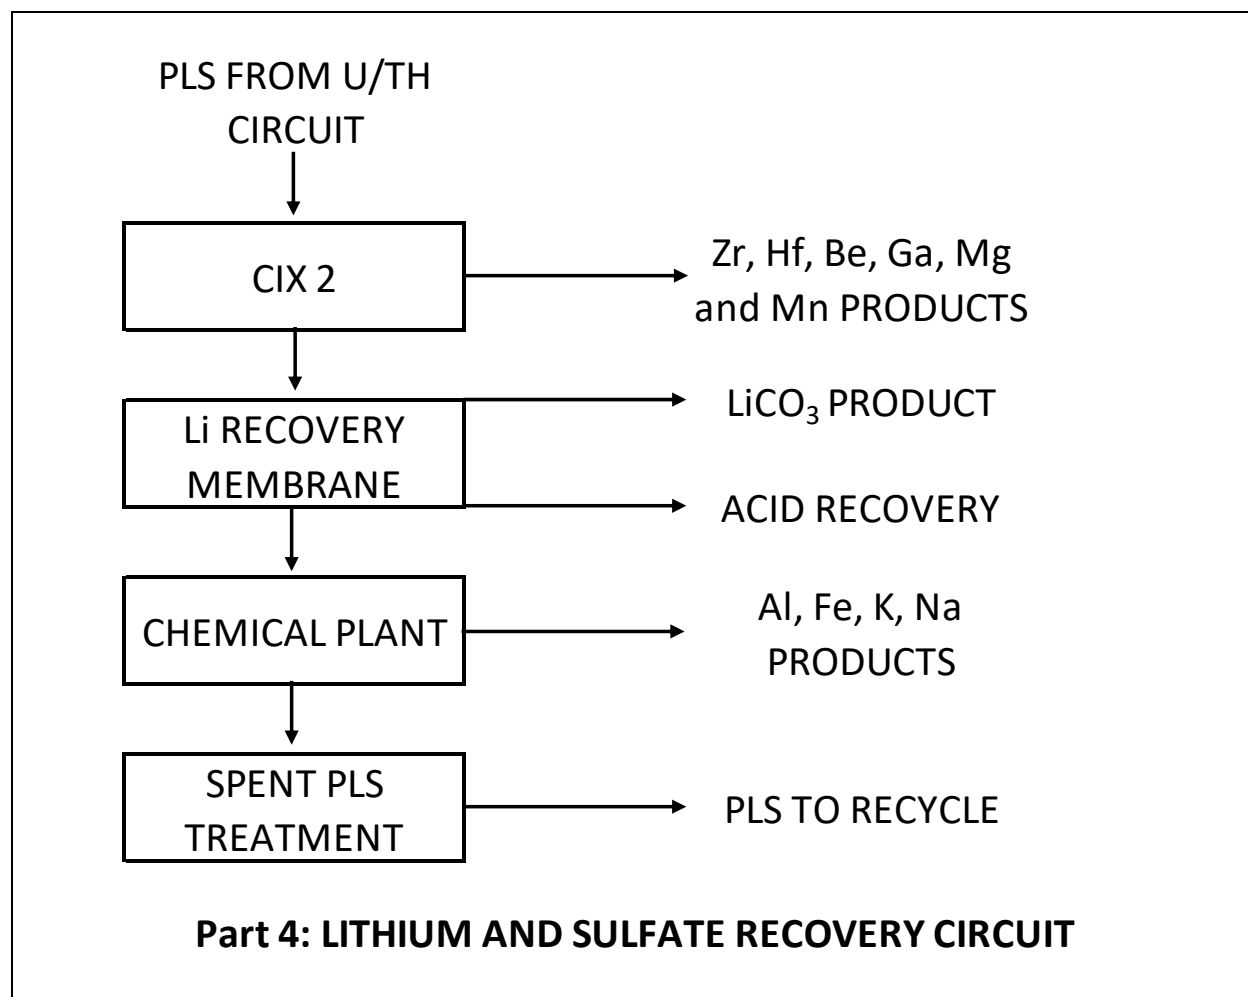 PLS FROM U/TH
CIRCUIT
CIX 2
Zr, Hf, Be, Ga, Mg
and Mn PRODUCTS
Li RECOVERY
MEMBRANE
LiCO₃ PRODUCT
ACID RECOVERY
CHEMICAL PLANT
Al, Fe, K, Na
PRODUCTS
SPENT PLS
TREATMENT
PLS TO RECYCLE
Part 4: LITHIUM AND SULFATE RECOVERY CIRCUIT